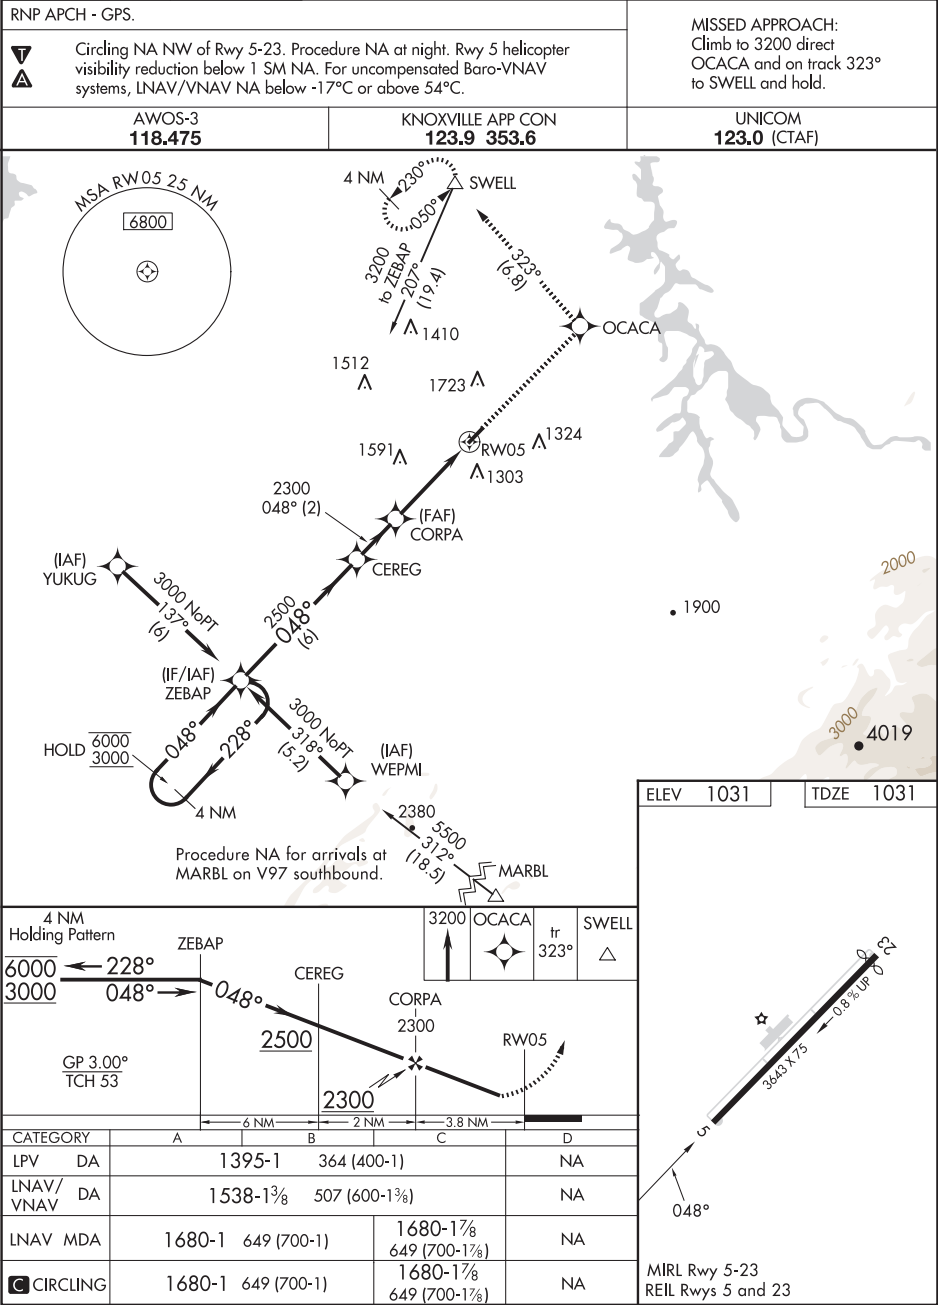 RNP APCH - GPS.
T
A
Circling NA NW of Rwy 5-23. Procedure NA at night. Rwy 5 helicopter
visibility reduction below 1 SM NA. For uncompensated Baro-VNAV
systems, LNAV/VNAV NA below -17°C or above 54°C.
MISSED APPROACH:
Climb to 3200 direct
OCACA and on track 323°
to SWELL and hold.
AWOS-3
118.475
KNOXVILLE APP CON
123.9 353.6
UNICOM
123.0 (CTAF)
MSA RW05 25 NM
6800
4 NM
230°
050°
SWELL
3200
to ZEBAP
207°
(19.4)
323°
(6.8)
OCACA
1410
1512
1723
1324
RW05
1591
1303
2300
048° (2)
(FAF)
CORPA
CEREG
(IAF)
YUKUG
3000 NoPT
137°
(6)
2500
048°
(6)
1900
2000
(IF/IAF)
ZEBAP
048°
228°
HOLD
6000
3000
4 NM
3000 NoPT
318°
(5.2)
(IAF)
WEPMI
3000
4019
2380
5500
312°
(18.5)
MARBL
Procedure NA for arrivals at
MARBL on V97 southbound.
ELEV 1031
TDZE 1031
4 NM
Holding Pattern
6000
3000
228°
048°
ZEBAP
048°
CEREG
2500
CORPA
2300
2300
RW05
GP 3.00°
TCH 53
6 NM
2 NM
3.8 NM
3200
OCACA
tr
323°
SWELL
23
0.8 % UP
3643 X 75
5
048°
MIRL Rwy 5-23
REIL Rwys 5 and 23
CATEGORY A B C D
LPV DA 1395-1 364 (400-1) NA
LNAV/
VNAV DA 1538-1⅜ 507 (600-1⅜) NA
LNAV MDA 1680-1 649 (700-1) 1680-1⅞
649 (700-1⅞) NA
C CIRCLING 1680-1 649 (700-1) 1680-1⅞
649 (700-1⅞) NA